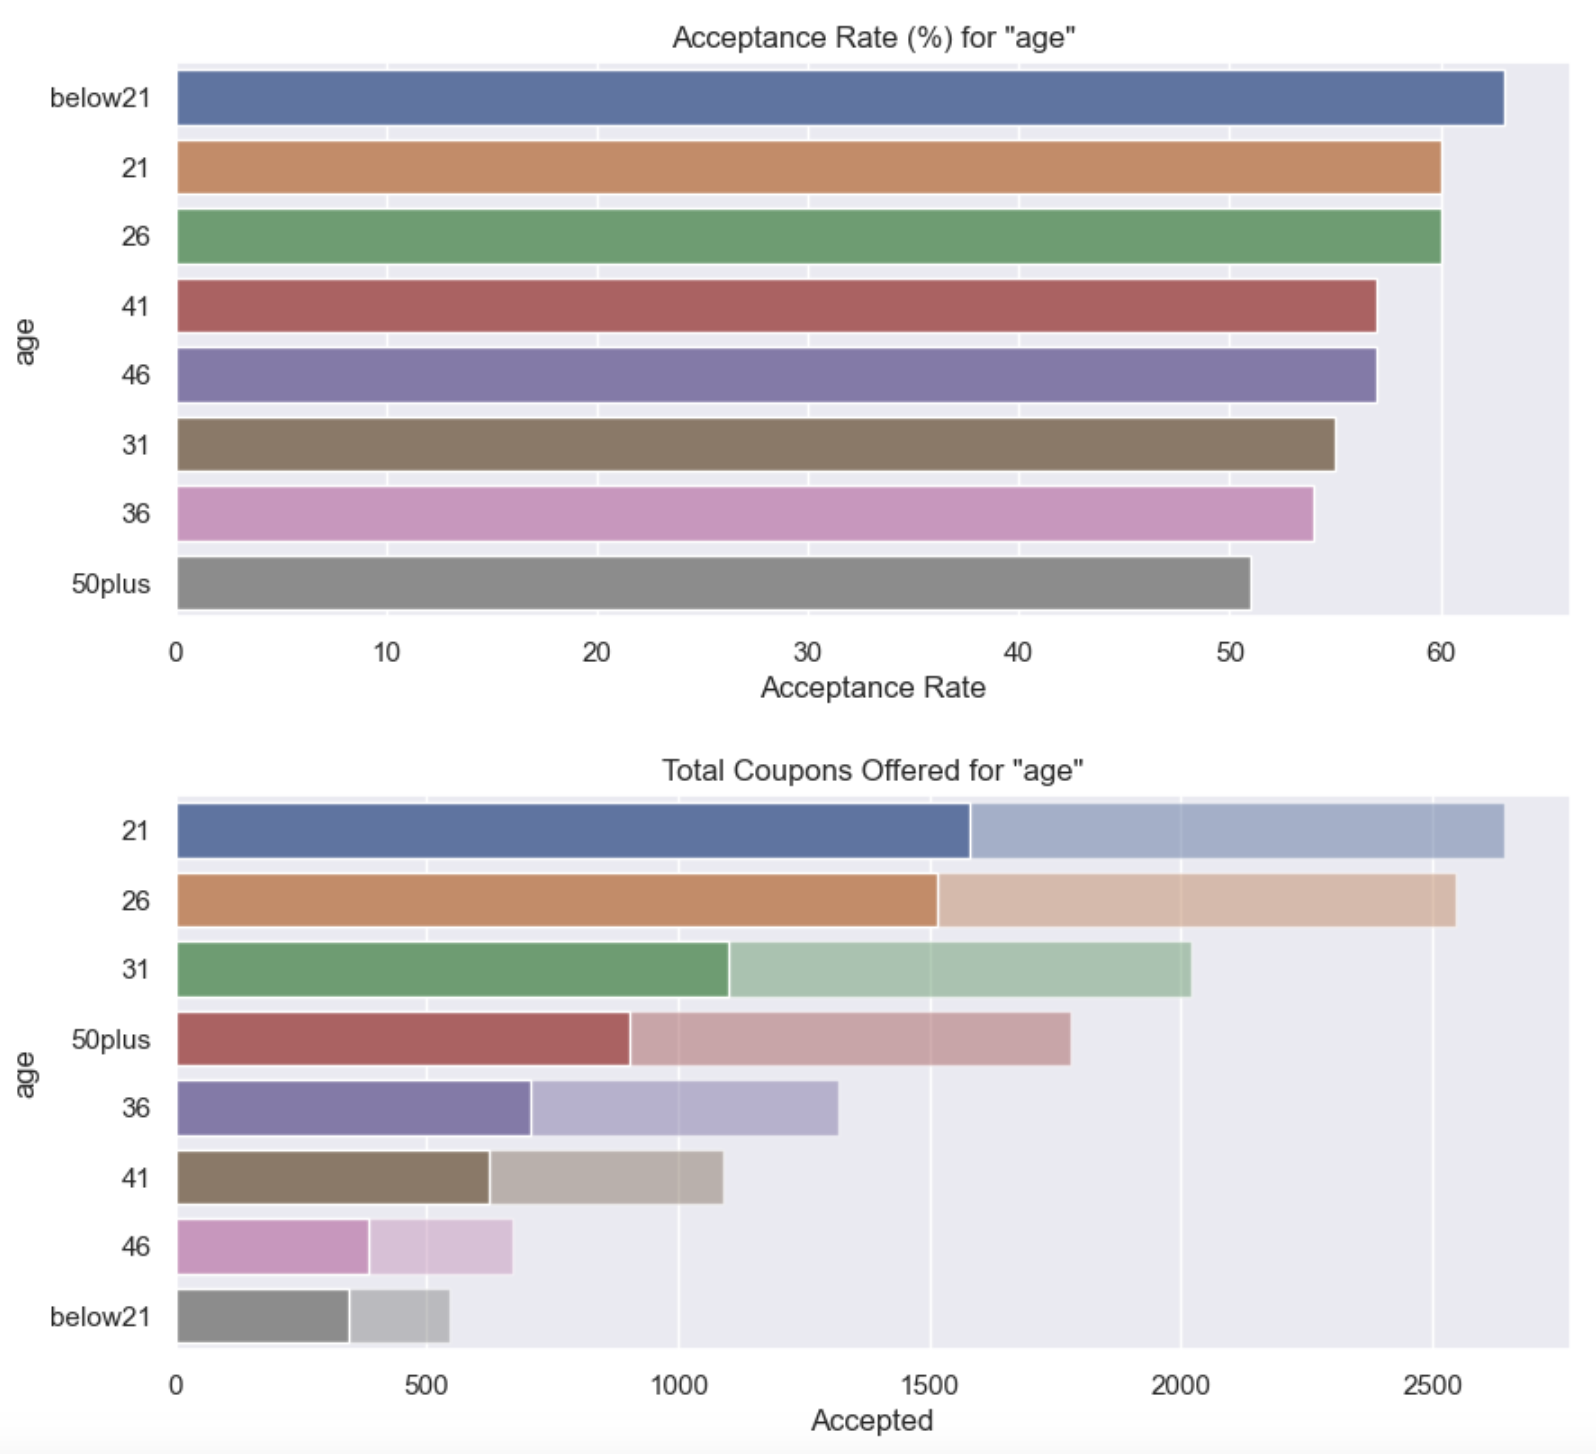 Acceptance Rate (%) for "age"
below21
21
26
41
46
31
36
50plus
age
0 10 20 30 40 50 60
Acceptance Rate
Total Coupons Offered for "age"
21
26
31
50plus
36
41
46
below21
age
0 500 1000 1500 2000 2500
Accepted